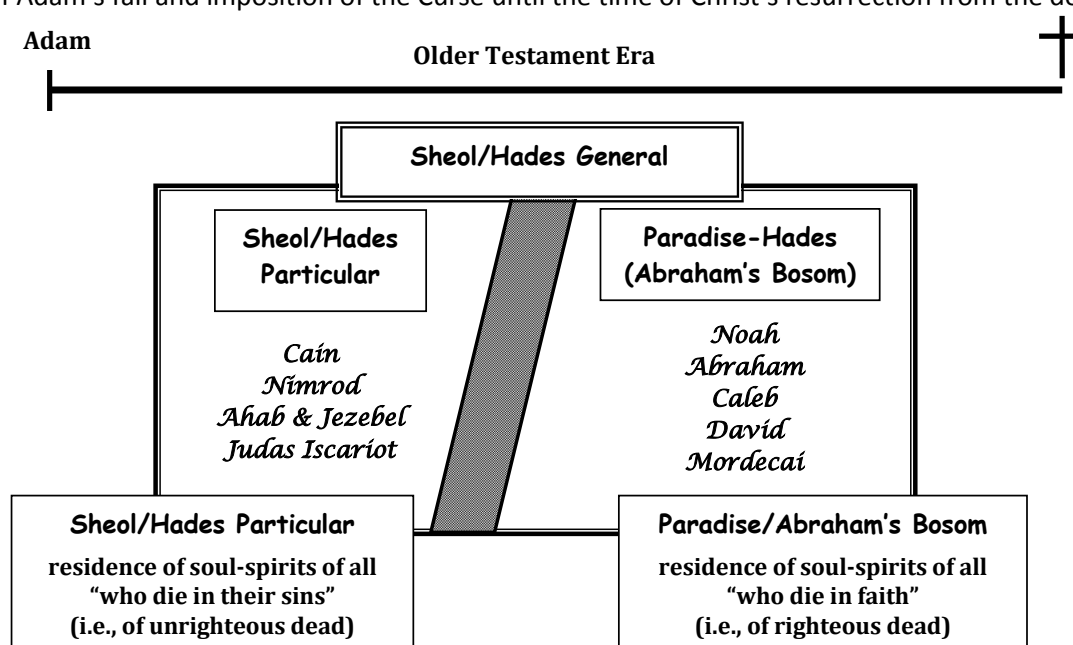 Adam's fall and imposition of the Curse until the time of Christ's resurrection from the
Adam
Older Testament Era
Sheol/Hades General
Sheol/Hades
Particular
Paradise-Hades
(Abraham's Bosom)
Cain
Nimrod
Ahab & Jezebel
Judas Iscariot
Noah
Abraham
Caleb
David
Mordecai
Sheol/Hades Particular
residence of soul-spirits of all
“who die in their sins”
(i.e., of unrighteous dead)
Paradise/Abraham's Bosom
residence of soul-spirits of all
“who die in faith”
(i.e., of righteous dead)